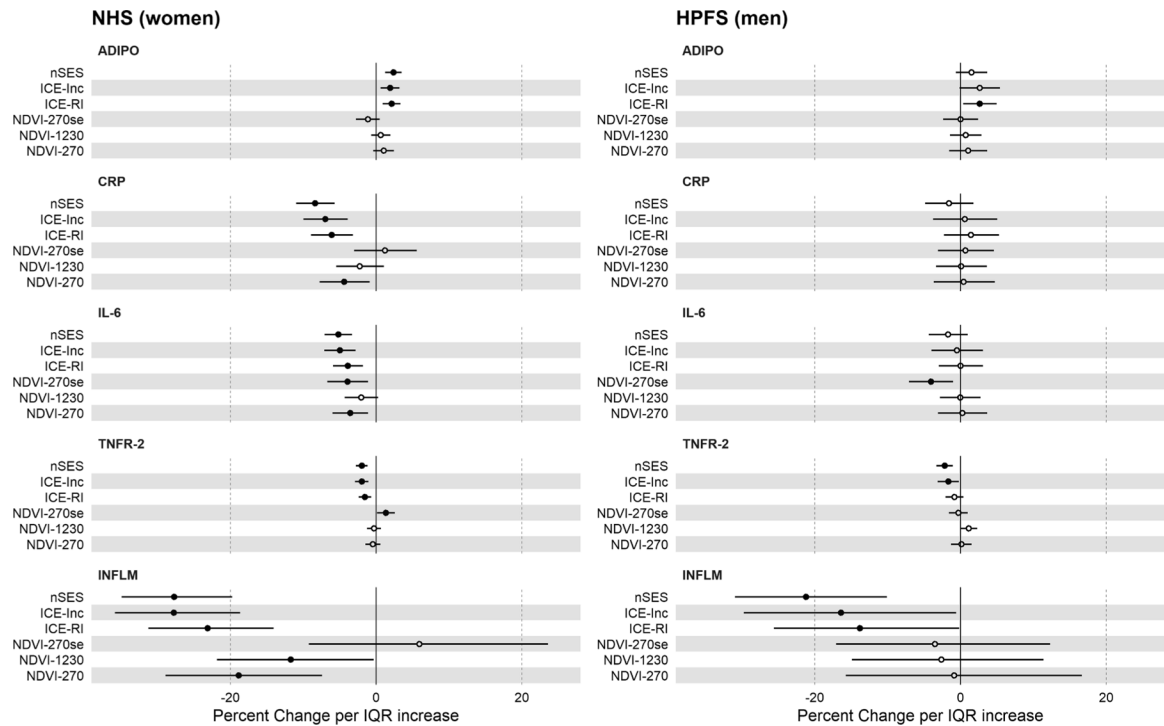 NHS (women)
ADIPO
nSES
ICE-Inc
ICE-RI
NDVI-270se
NDVI-1230
NDVI-270
CRP
nSES
ICE-Inc
ICE-RI
NDVI-270se
NDVI-1230
NDVI-270
IL-6
nSES
ICE-Inc
ICE-RI
NDVI-270se
NDVI-1230
NDVI-270
TNFR-2
nSES
ICE-Inc
ICE-RI
NDVI-270se
NDVI-1230
NDVI-270
INFLM
nSES
ICE-Inc
ICE-RI
NDVI-270se
NDVI-1230
NDVI-270
-20 0 20
Percent Change per IQR increase
HPFS (men)
ADIPO
nSES
ICE-Inc
ICE-RI
NDVI-270se
NDVI-1230
NDVI-270
CRP
nSES
ICE-Inc
ICE-RI
NDVI-270se
NDVI-1230
NDVI-270
IL-6
nSES
ICE-Inc
ICE-RI
NDVI-270se
NDVI-1230
NDVI-270
TNFR-2
nSES
ICE-Inc
ICE-RI
NDVI-270se
NDVI-1230
NDVI-270
INFLM
nSES
ICE-Inc
ICE-RI
NDVI-270se
NDVI-1230
NDVI-270
-20 0 20
Percent Change per IQR increase